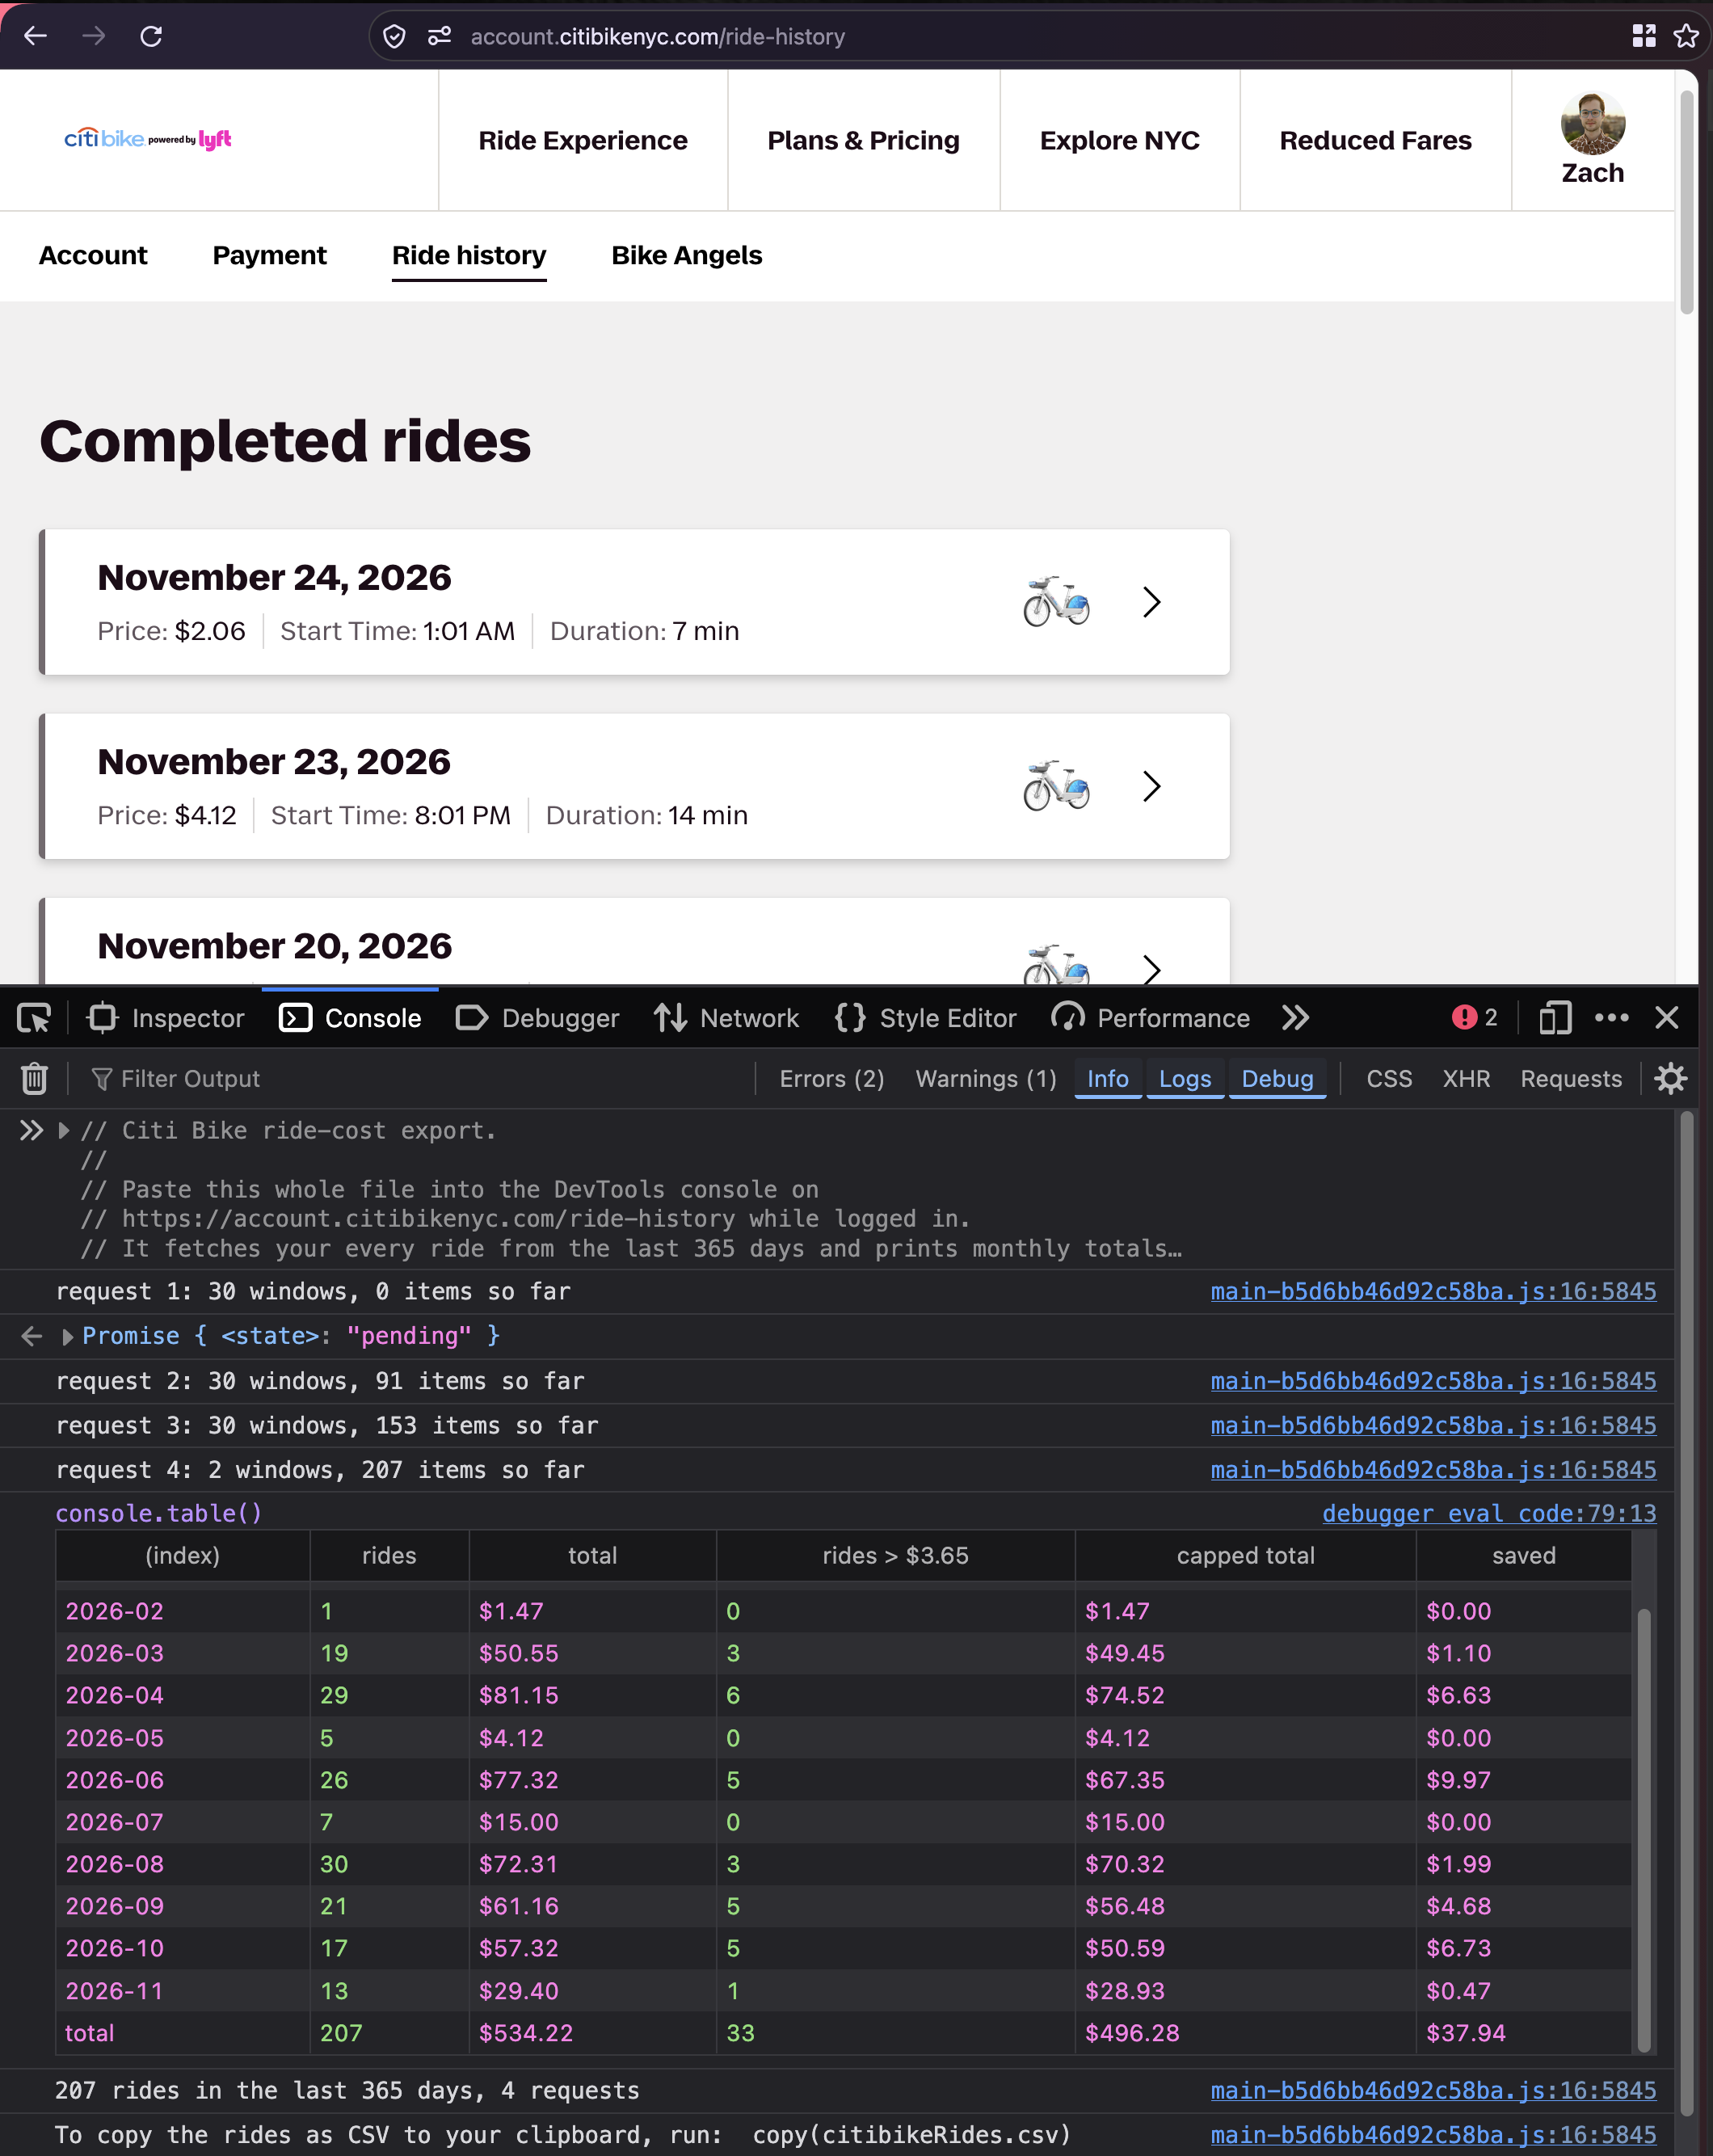 account.citibikenyc.com/ride-history
citi bike powered by lyft
Ride Experience
Plans & Pricing
Explore NYC
Reduced Fares
Zach
Account
Payment
Ride history
Bike Angels
Completed rides
November 24, 2026
Price: $2.06 Start Time: 1:01 AM Duration: 7 min
November 23, 2026
Price: $4.12 Start Time: 8:01 PM Duration: 14 min
November 20, 2026
Inspector Console Debugger Network {} Style Editor Performance 2
Filter Output Errors (2) Warnings (1) Info Logs Debug CSS XHR Requests
// Citi Bike ride-cost export.
//
// Paste this whole file into the DevTools console on
// https://account.citibikenyc.com/ride-history while logged in.
// It fetches your every ride from the last 365 days and prints monthly totals…
request 1: 30 windows, 0 items so far main-b5d6bb46d92c58ba.js:16:5845
Promise { <state>: "pending" }
request 2: 30 windows, 91 items so far main-b5d6bb46d92c58ba.js:16:5845
request 3: 30 windows, 153 items so far main-b5d6bb46d92c58ba.js:16:5845
request 4: 2 windows, 207 items so far main-b5d6bb46d92c58ba.js:16:5845
console.table() debugger eval code:79:13
(index) rides total rides > $3.65 capped total saved
2026-02 1 $1.47 0 $1.47 $0.00
2026-03 19 $50.55 3 $49.45 $1.10
2026-04 29 $81.15 6 $74.52 $6.63
2026-05 5 $4.12 0 $4.12 $0.00
2026-06 26 $77.32 5 $67.35 $9.97
2026-07 7 $15.00 0 $15.00 $0.00
2026-08 30 $72.31 3 $70.32 $1.99
2026-09 21 $61.16 5 $56.48 $4.68
2026-10 17 $57.32 5 $50.59 $6.73
2026-11 13 $29.40 1 $28.93 $0.47
total 207 $534.22 33 $496.28 $37.94
207 rides in the last 365 days, 4 requests main-b5d6bb46d92c58ba.js:16:5845
To copy the rides as CSV to your clipboard, run: copy(citibikeRides.csv) main-b5d6bb46d92c58ba.js:16:5845